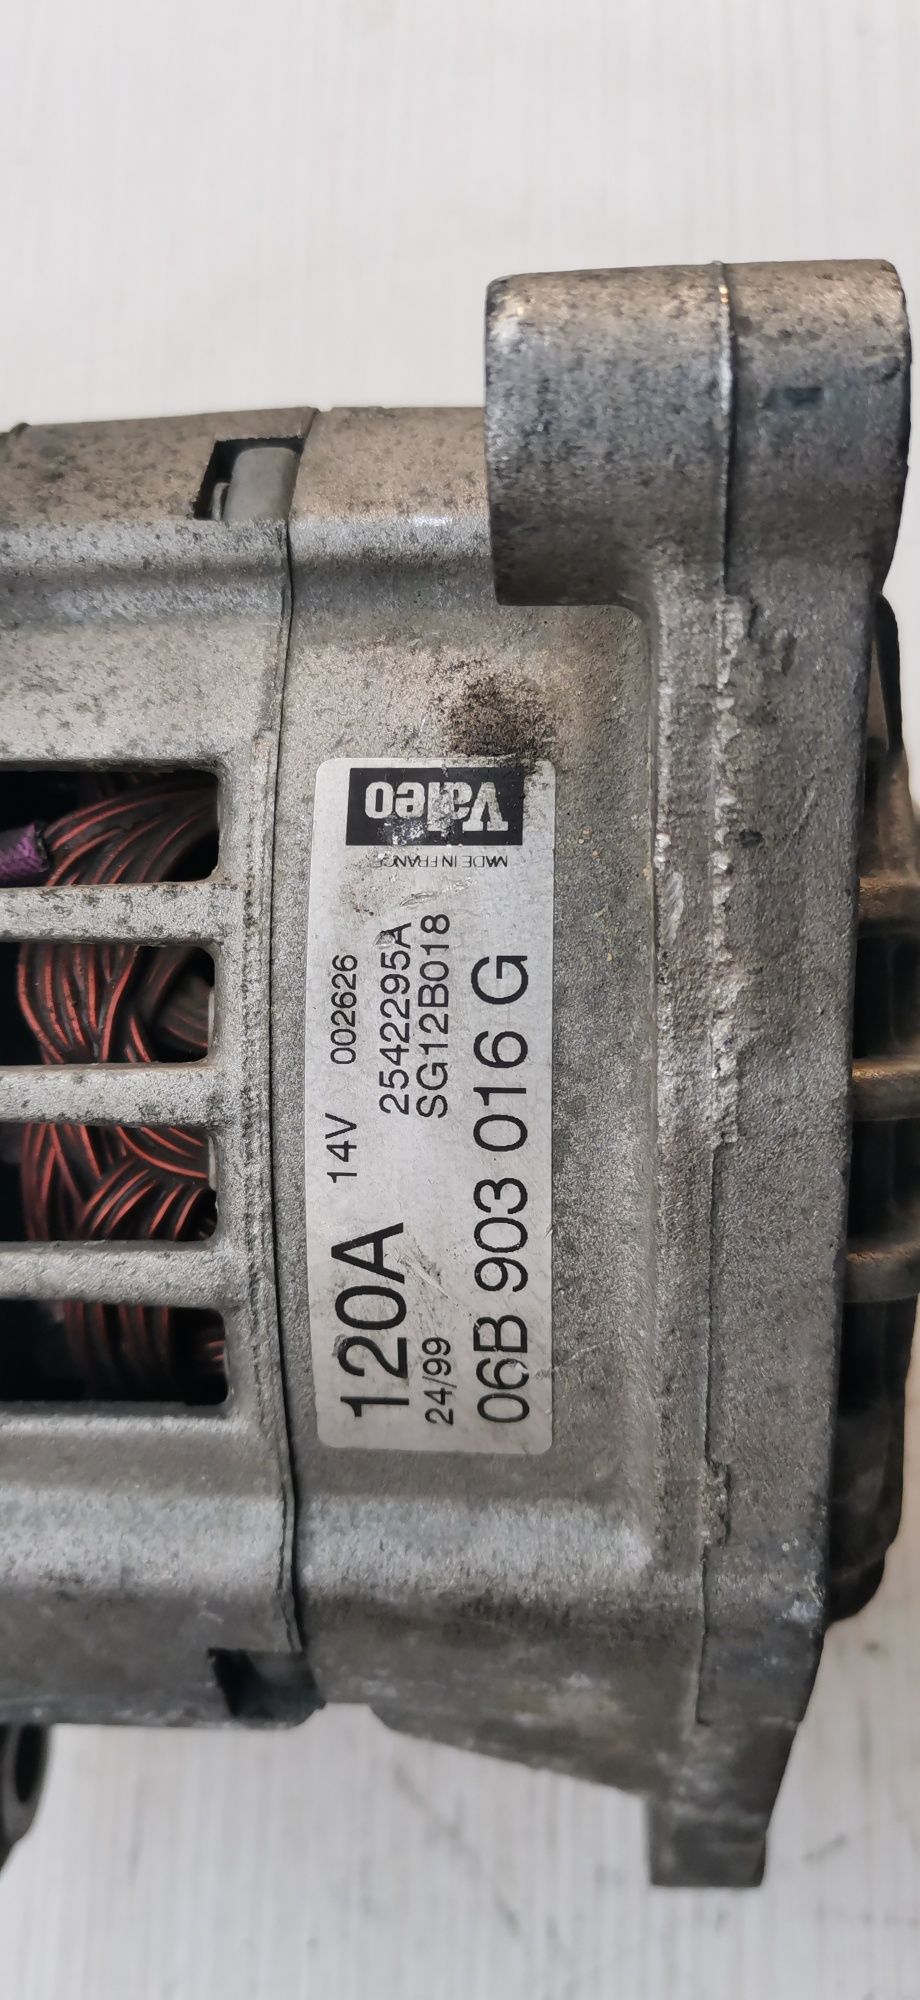 Valeo
MADE IN FRANCE
120A 14V 002626
2542295A
24/99 SG12B018
06B 903 016 G